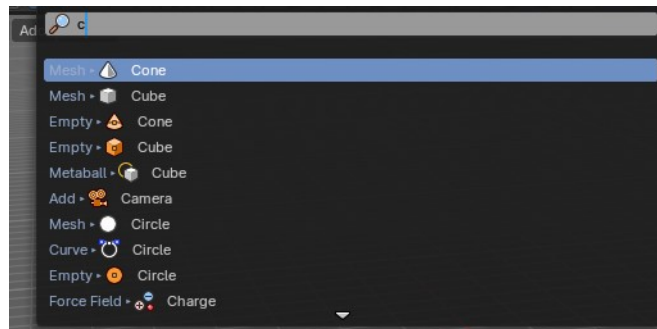 Ad
c
Mesh ▸ Cone
Mesh ▸ Cube
Empty ▸ Cone
Empty ▸ Cube
Metaball ▸ Cube
Add ▸ Camera
Mesh ▸ Circle
Curve ▸ Circle
Empty ▸ Circle
Force Field ▸ Charge